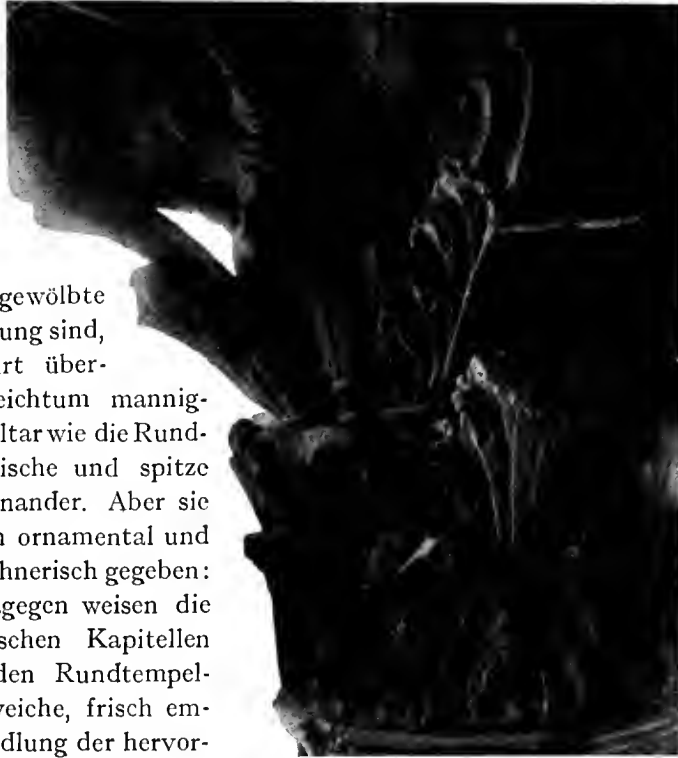 gewölbte
ung sind,
rt über-
eichtum mannig-
ltar wie die Rund-
ische und spitze
nander. Aber sie
n ornamental und
hnerisch gegeben:
gegen weisen die
schen Kapitellen
den Rundtempel-
weiche, frisch em-
dlung der hervor-